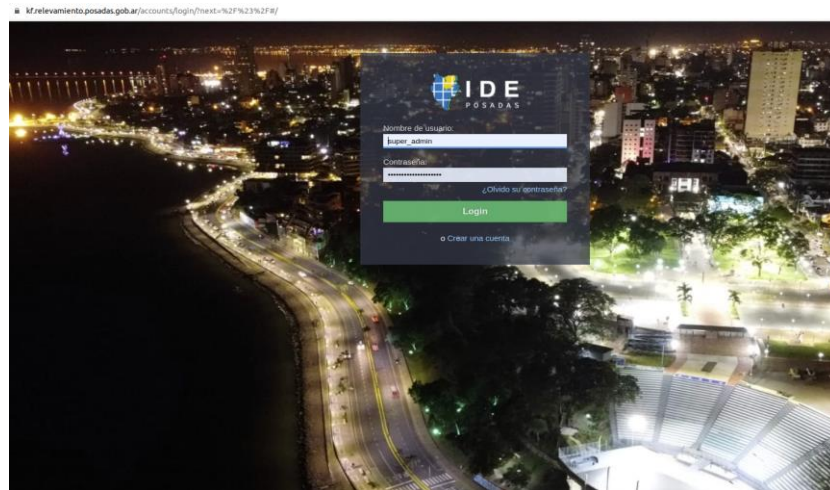 kf.relevamiento.posadas.gob.ar/accounts/login/?next=%2F%23%2F#/
IDE
POSADAS
Nombre de usuario:
super_admin
Contraseña:
••••••••••••••••••••
¿Olvido su contraseña?
Login
o Crear una cuenta